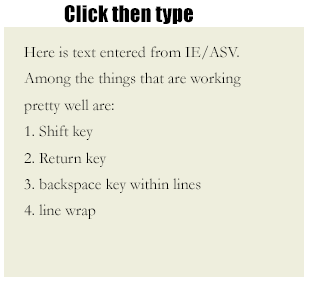 Click then type
Here is text entered from IE/ASV.
Among the things that are working
pretty well are:
1. Shift key
2. Return key
3. backspace key within lines
4. line wrap